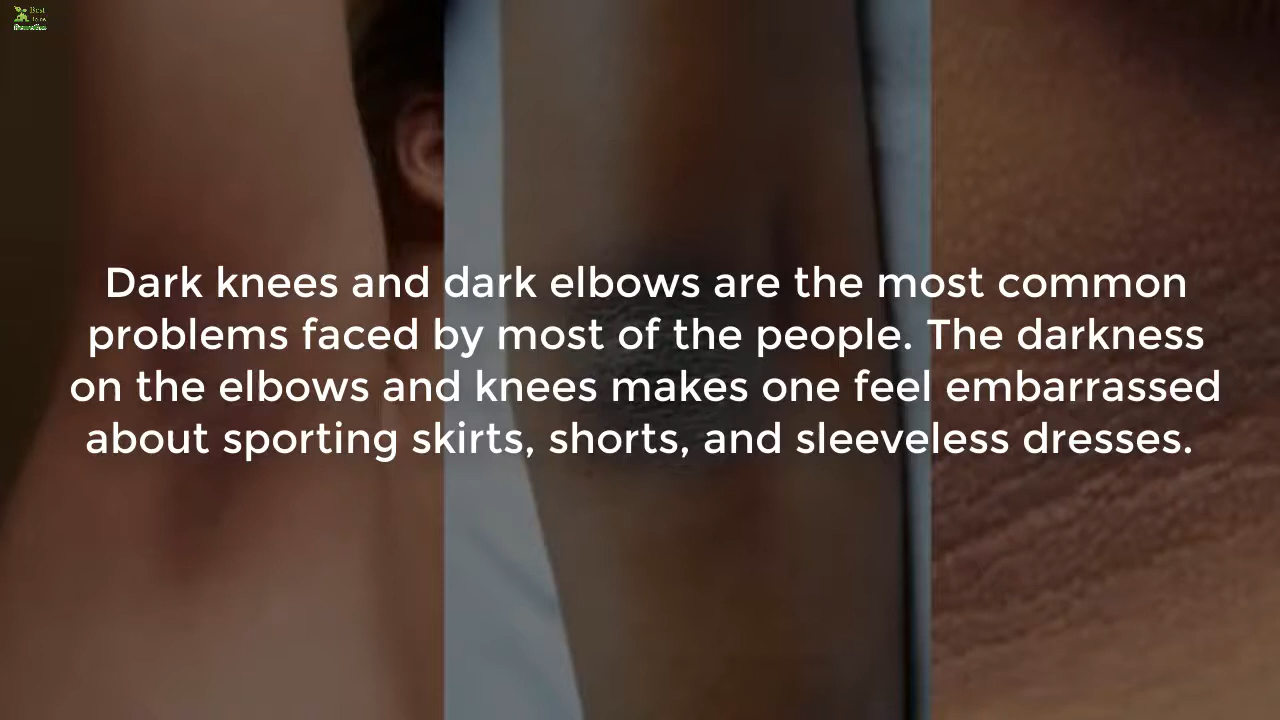 Best
Dark knees and dark elbows are the most common
problems faced by most of the people. The darkness
on the elbows and knees makes one feel embarrassed
about sporting skirts, shorts, and sleeveless dresses.